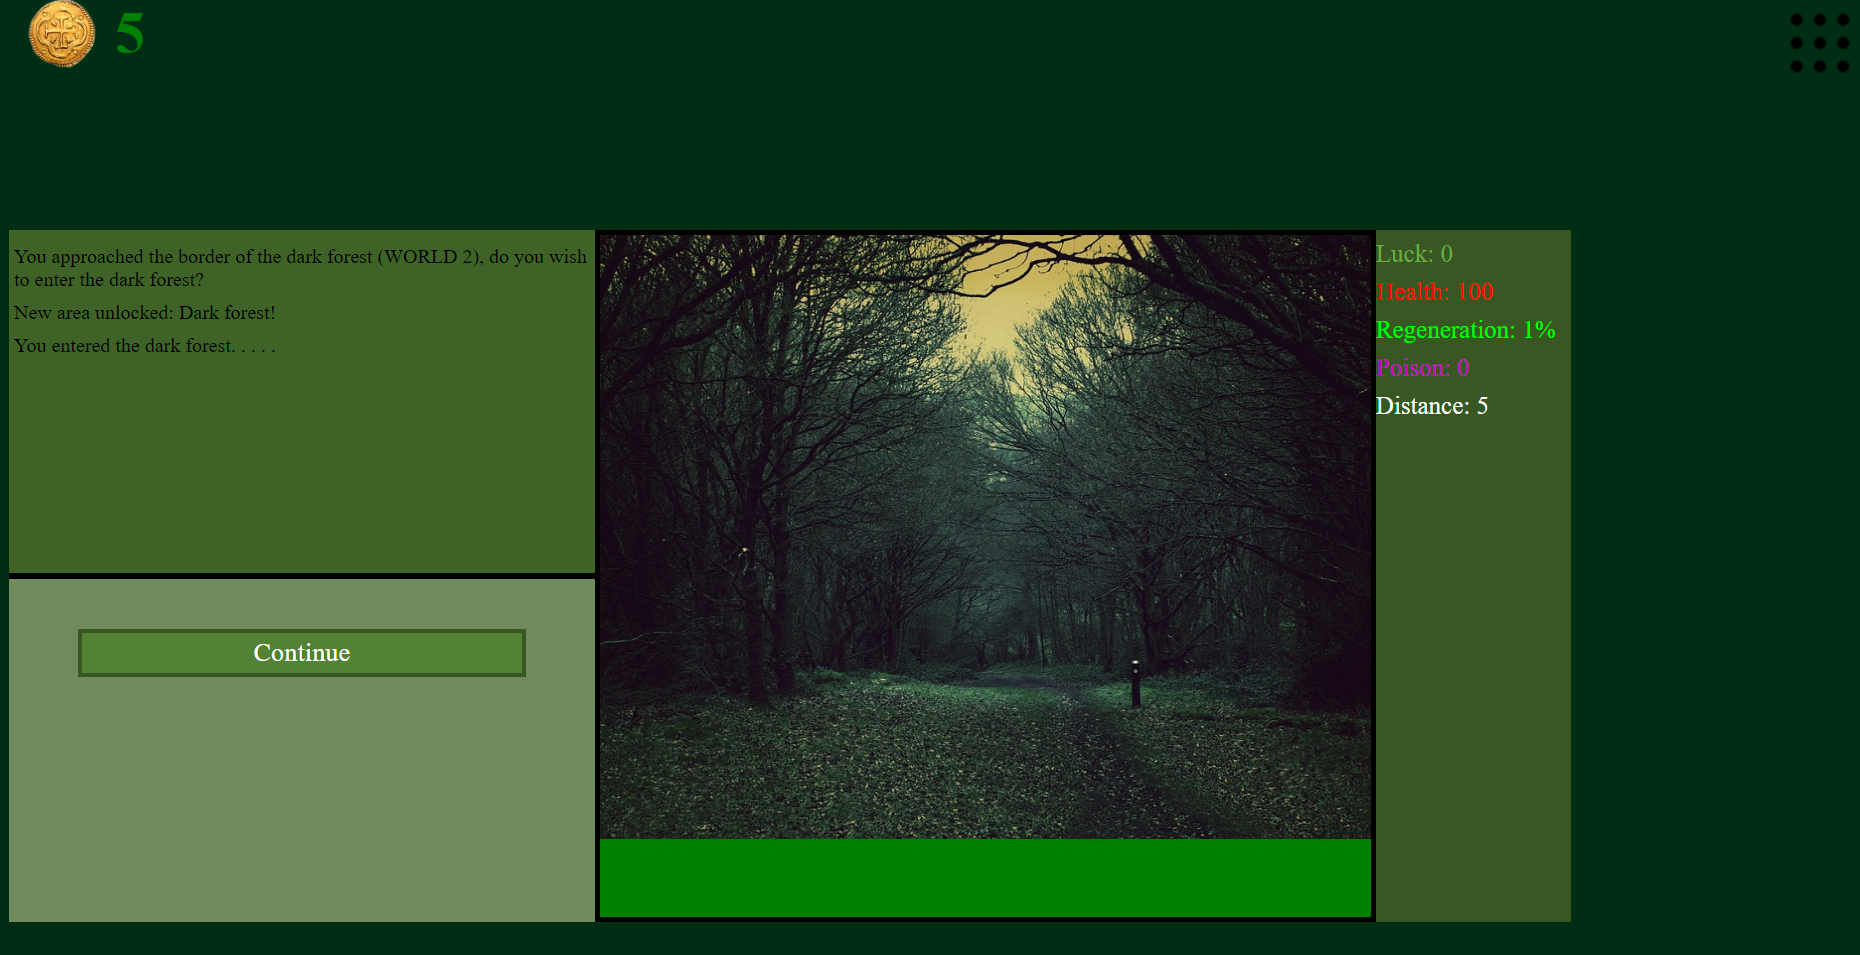 5
You approached the border of the dark forest (WORLD 2), do you wish
to enter the dark forest?
New area unlocked: Dark forest!
You entered the dark forest. . . . .
Continue
Luck: 0
Health: 100
Regeneration: 1%
Poison: 0
Distance: 5